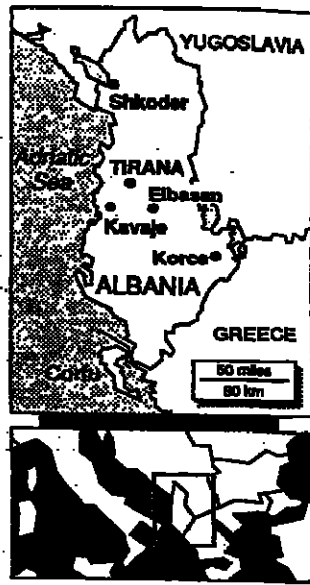 YUGOSLAVIA
Shkoder
Adriatic
Sea
TIRANA
Elbasan
Kavaje
Korce
ALBANIA
GREECE
Corfu
50 miles
80 km